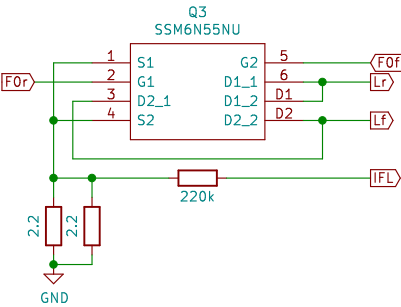 Q3
SSM6N55NU
1 S1 G2 5 F0f
F0r 2 G1 D1_1 6 Lr
3 D2_1 D1_2 D1
4 S2 D2_2 D2 Lf
IFL
220k
2.2 2.2
GND